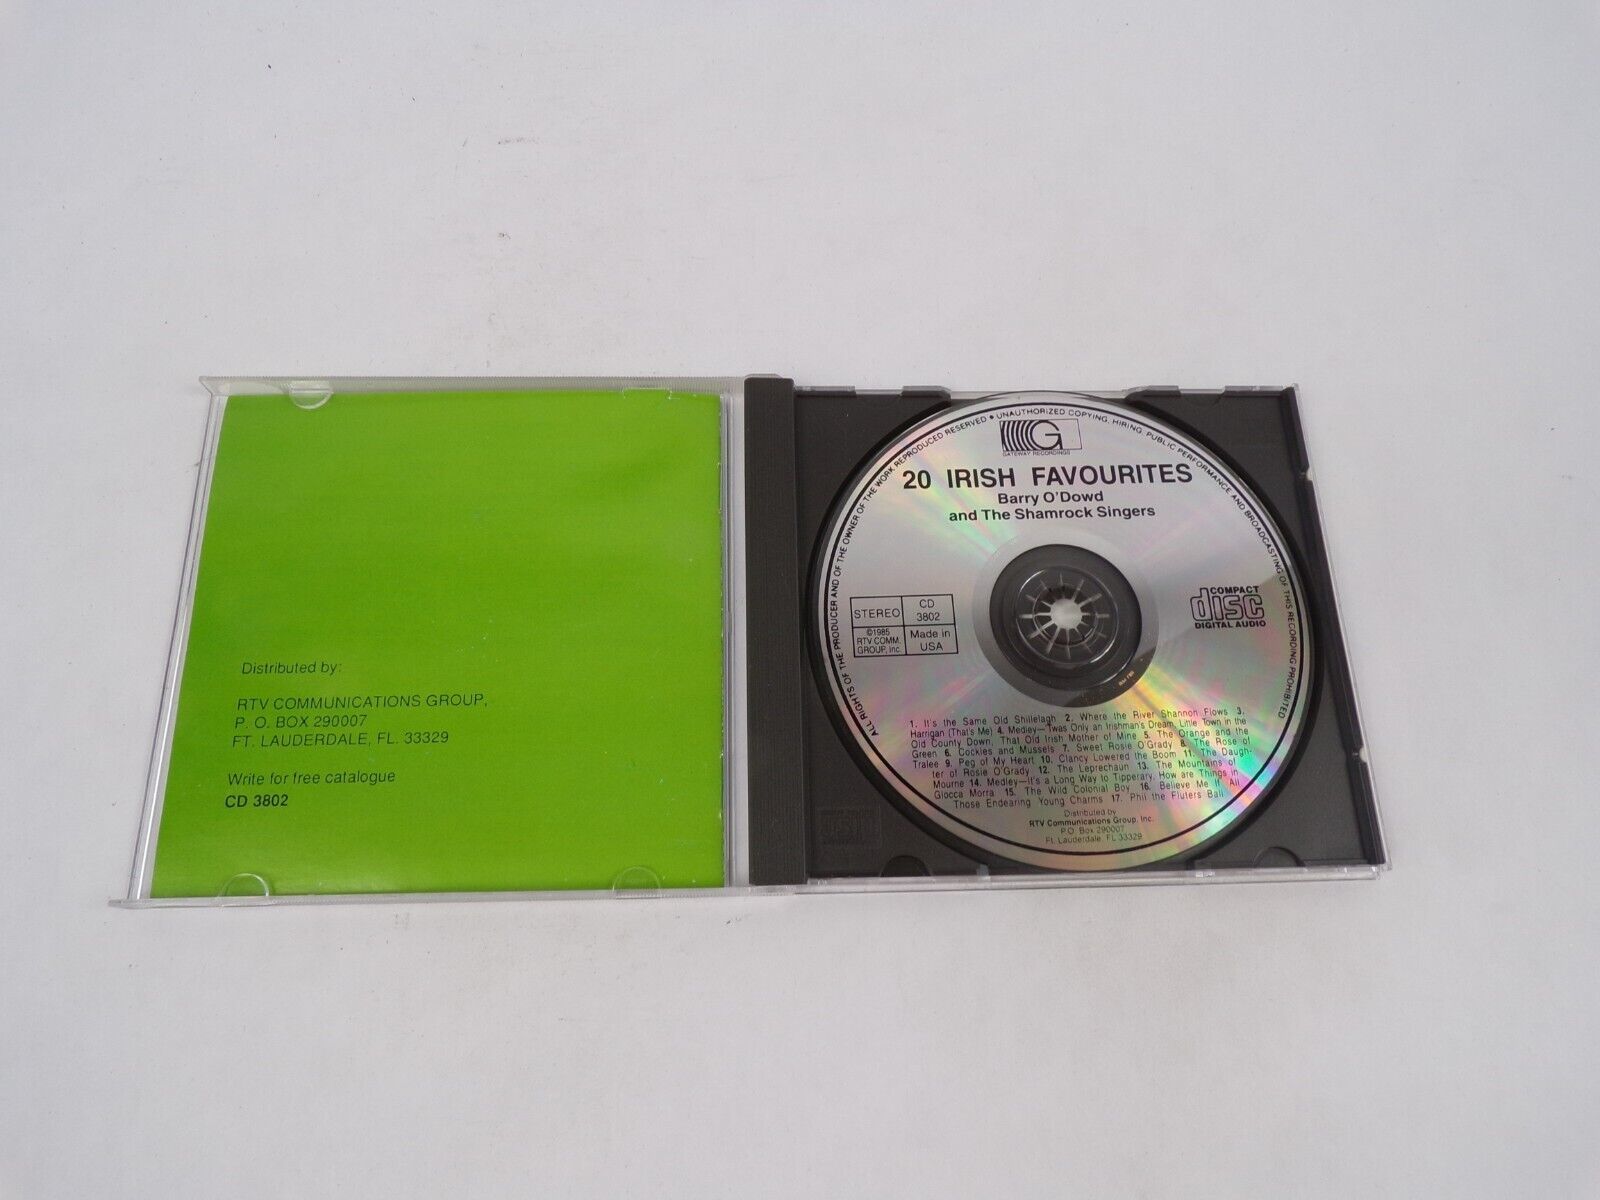 Distributed by:
RTV COMMUNICATIONS GROUP,
P. O. BOX 290007
FT. LAUDERDALE, FL. 33329
Write for free catalogue
CD 3802
ALL RIGHTS OF THE PRODUCER AND OF THE OWNER OF THE WORK REPRODUCED RESERVED • UNAUTHORIZED COPYING, HIRING, PUBLIC PERFORMANCE AND BROADCASTING OF THIS RECORDING PROHIBITED
G
GATEWAY RECORDINGS
20 IRISH FAVOURITES
Barry O'Dowd
and The Shamrock Singers
STEREO
CD
3802
©1985
RTV COMM.
GROUP, Inc.
Made in
USA
COMPACT
disc
DIGITAL AUDIO
1. It's the Same Old Shillelagh 2. Where the River Shannon Flows 3.
Harrigan (That's Me) 4. Medley—Twas Only an Irishman's Dream, Little Town in the
Old County Down, That Old Irish Mother of Mine 5. The Orange and the
Green 6. Cockles and Mussels 7. Sweet Rosie O'Grady 8. The Rose of
Tralee 9. Peg of My Heart 10. Clancy Lowered the Boom 11. The Daugh-
ter of Rosie O'Grady 12. The Leprechaun 13. The Mountains of
Mourne 14. Medley—It's a Long Way to Tipperary, How are Things in
Glocca Morra 15. The Wild Colonial Boy 16. Believe Me If All
Those Endearing Young Charms 17. Phil the Fluters Ball
Distributed by
RTV Communications Group, Inc.
P.O. Box 290007
Ft. Lauderdale, FL 33329